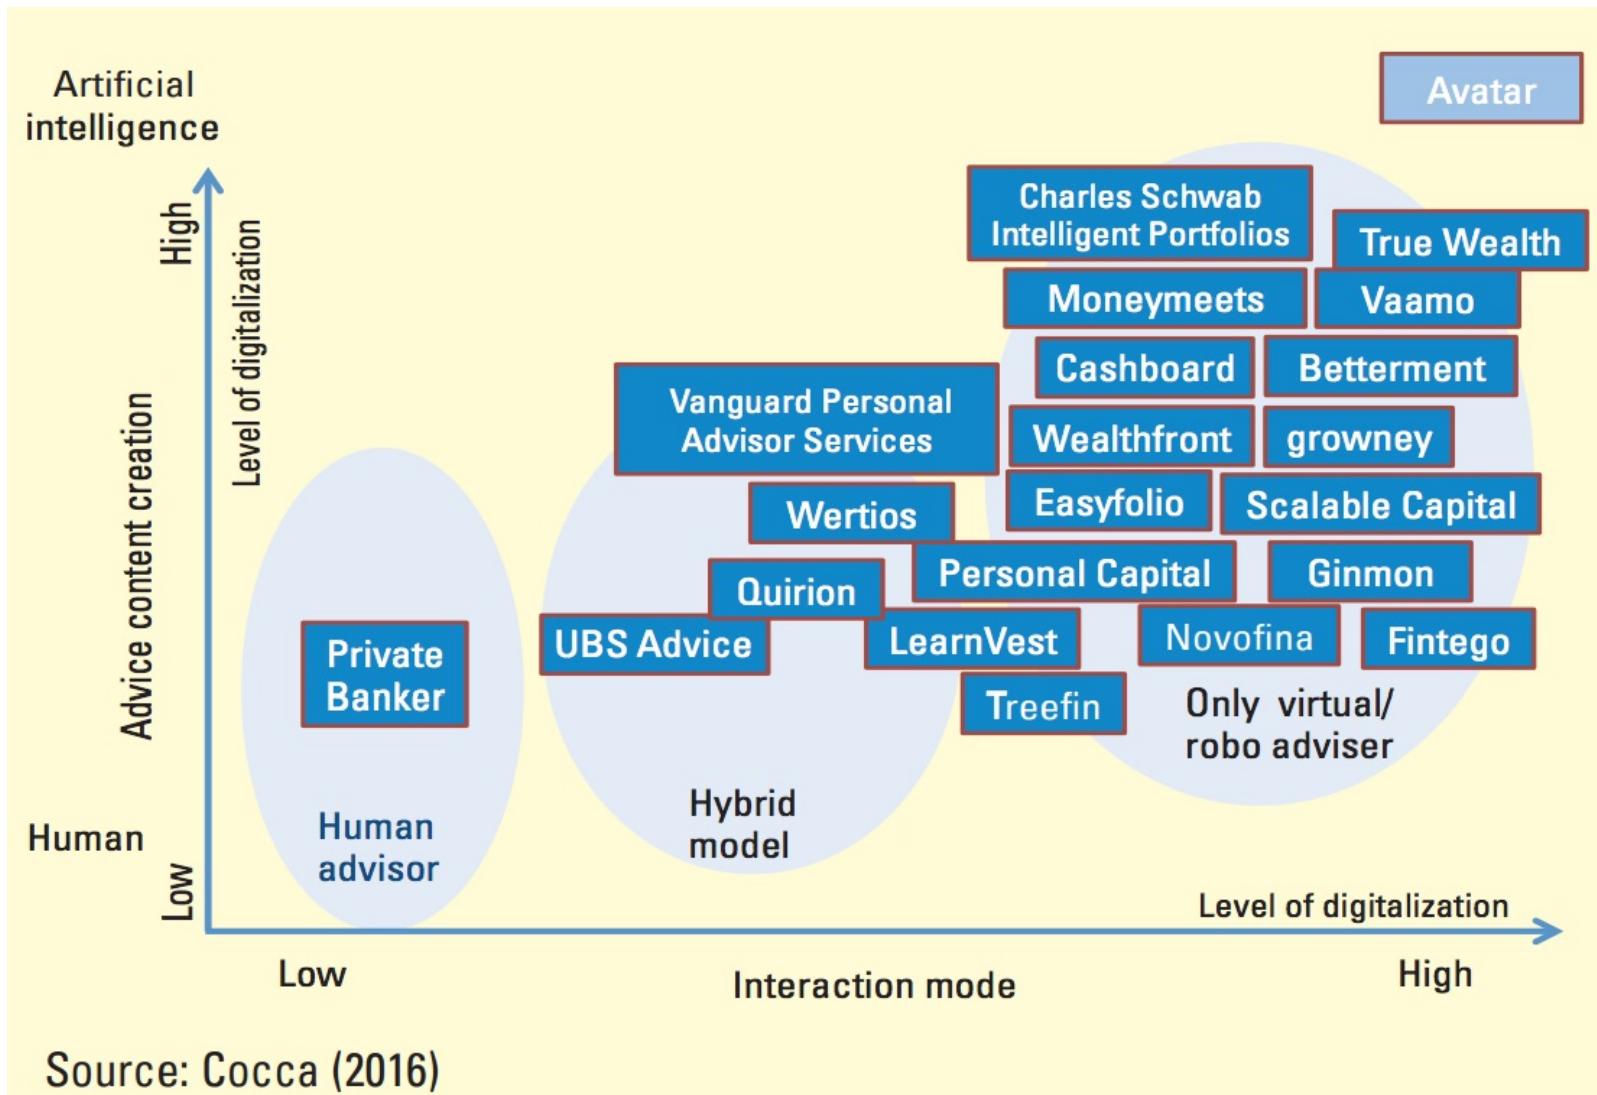 Artificial
intelligence
Avatar
High
Level of digitalization
Charles Schwab
Intelligent Portfolios
True Wealth
Moneymeets
Vaamo
Cashboard
Betterment
Vanguard Personal
Advisor Services
Wealthfront
growney
Advice content creation
Wertios
Easyfolio
Scalable Capital
Quirion
Personal Capital
Ginmon
UBS Advice
LearnVest
Novofina
Fintego
Private
Banker
Treefin
Only virtual/
robo adviser
Hybrid
model
Human
Human
advisor
Low
Level of digitalization
Low
Interaction mode
High
Source: Cocca (2016)